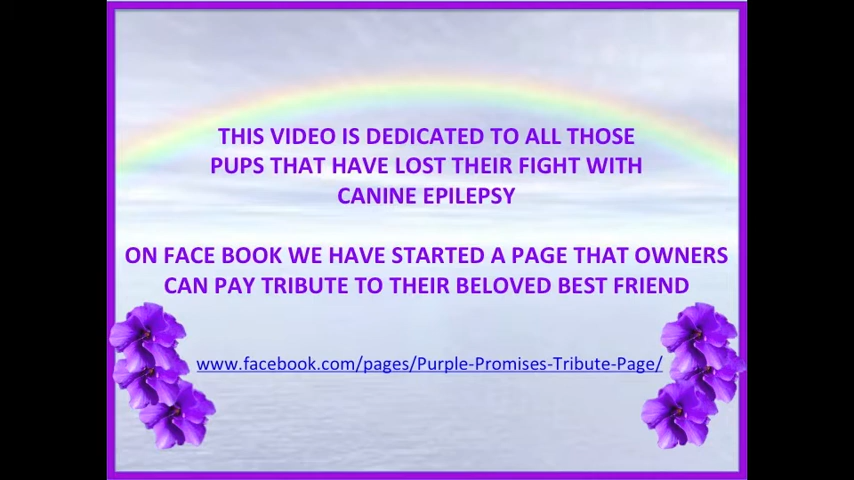 THIS VIDEO IS DEDICATED TO ALL THOSE
PUPS THAT HAVE LOST THEIR FIGHT WITH
CANINE EPILEPSY
ON FACE BOOK WE HAVE STARTED A PAGE THAT OWNERS
CAN PAY TRIBUTE TO THEIR BELOVED BEST FRIEND
www.facebook.com/pages/Purple-Promises-Tribute-Page/